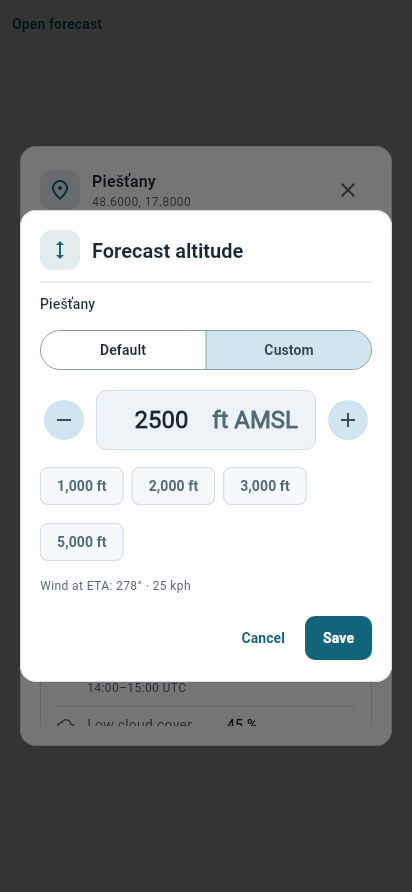 Open forecast
Piešťany
48.6000, 17.8000
Forecast altitude
Piešťany
Default
Custom
2500 ft AMSL
1,000 ft
2,000 ft
3,000 ft
5,000 ft
Wind at ETA: 278° · 25 kph
Cancel
Save
14:00–15:00 UTC
Low cloud cover 45 %